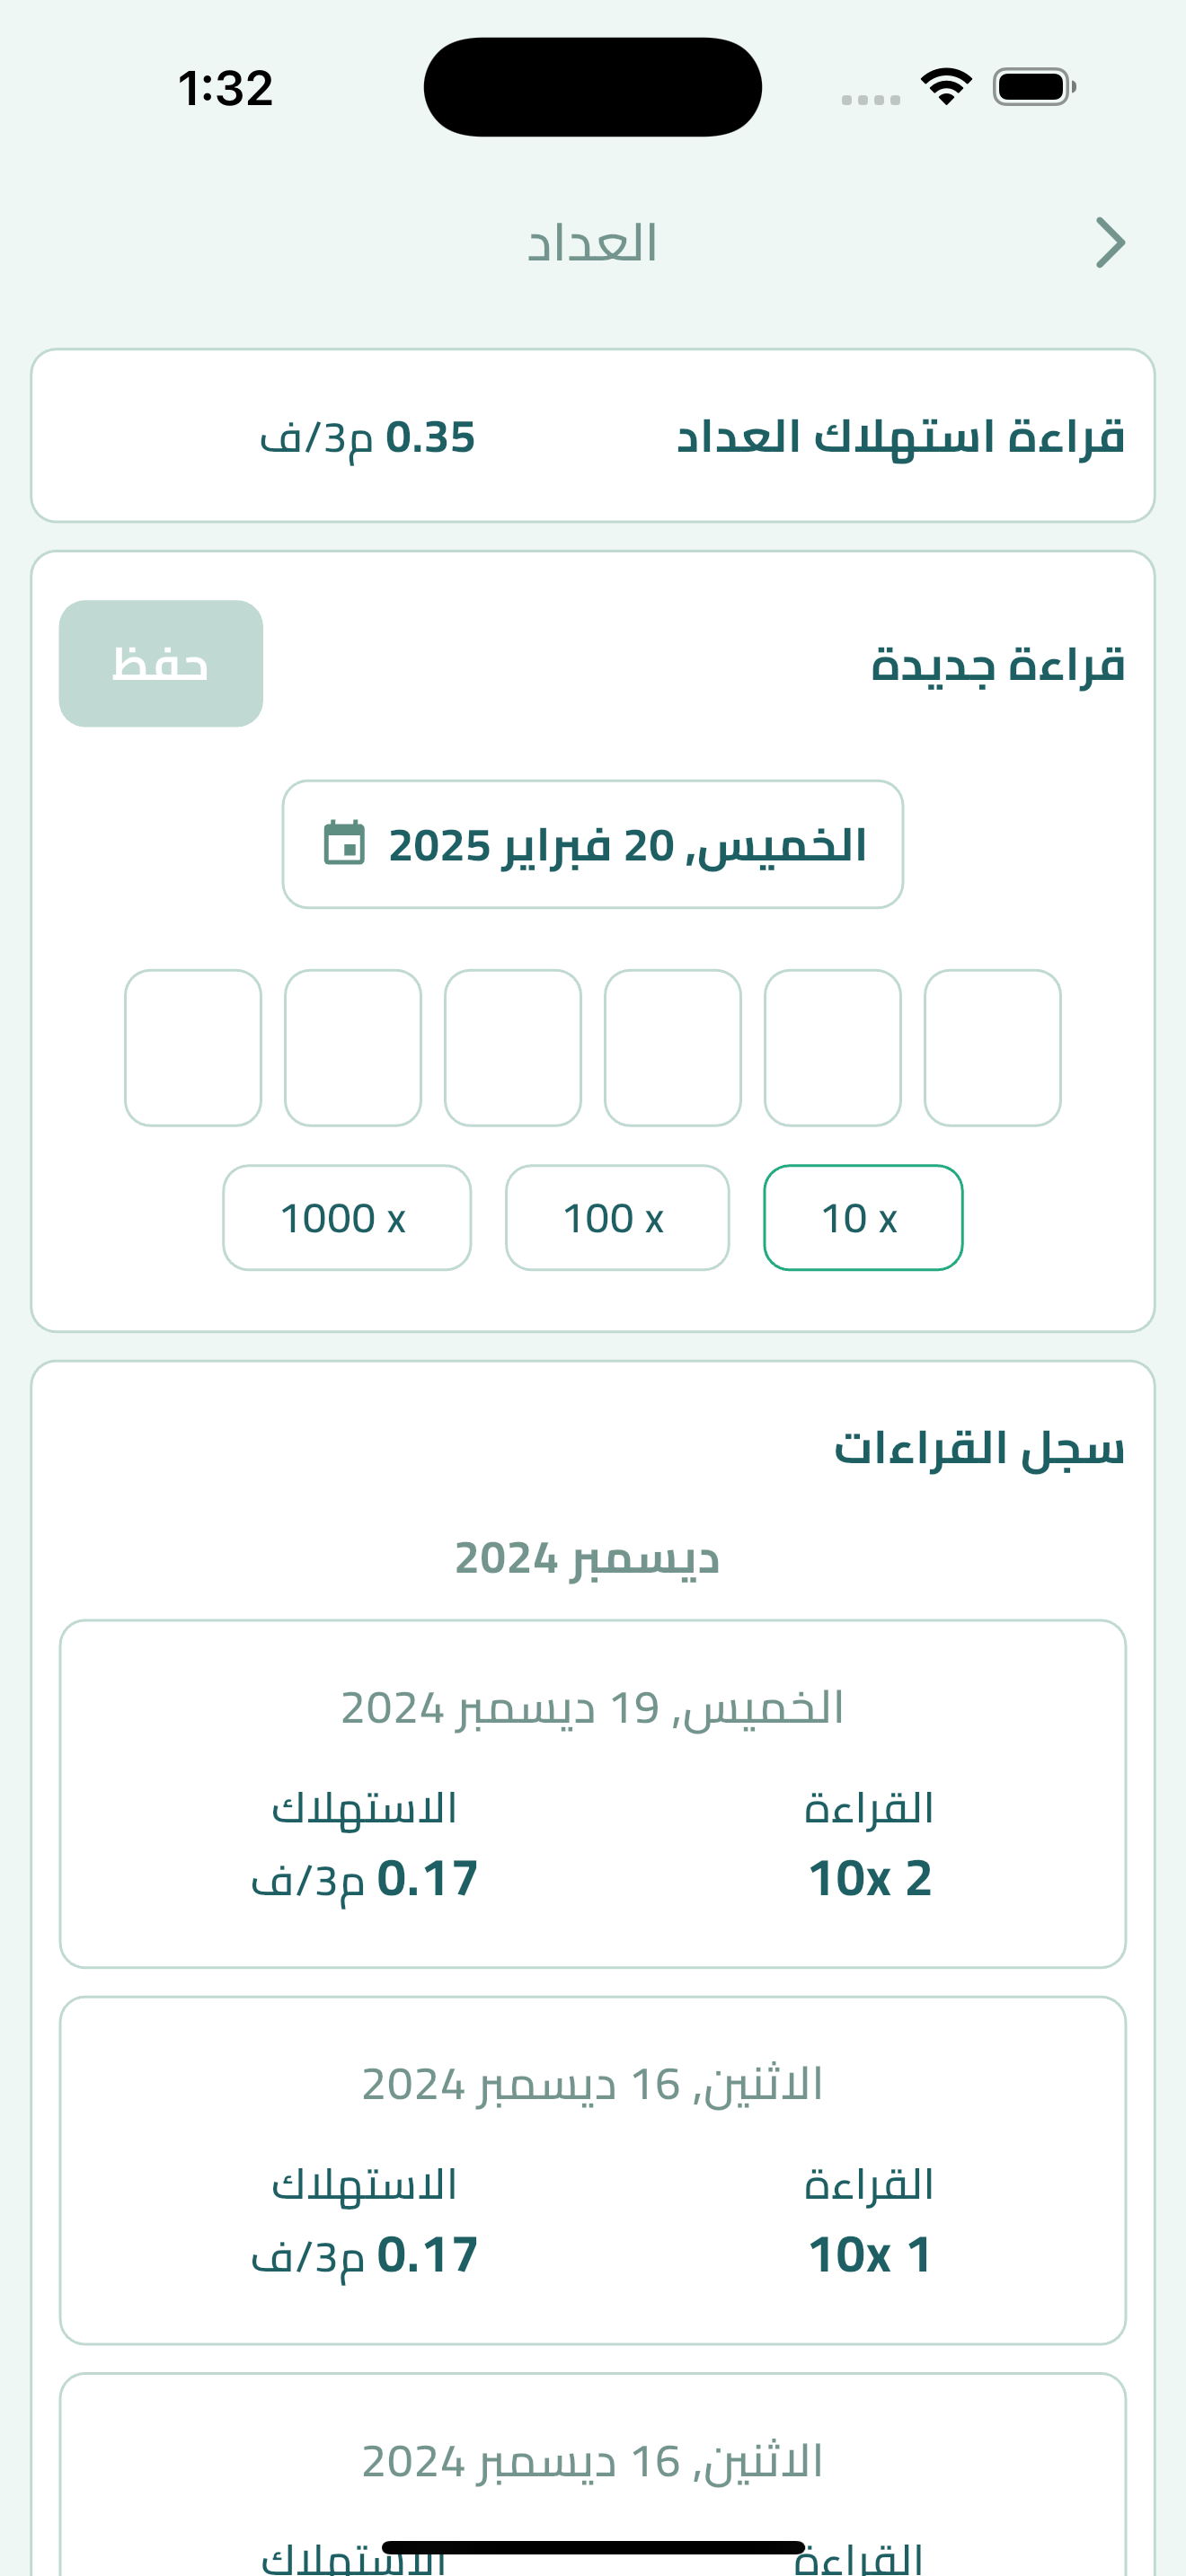 1:32
العداد
قراءة استهلاك العداد 0.35 م3/ف
قراءة جديدة حفظ
الخميس, 20 فبراير 2025
10 x 100 x 1000 x
سجل القراءات
ديسمبر 2024
الخميس, 19 ديسمبر 2024
القراءة الاستهلاك
10x 2 0.17 م3/ف
الاثنين, 16 ديسمبر 2024
القراءة الاستهلاك
10x 1 0.17 م3/ف
الاثنين, 16 ديسمبر 2024
القراءة الاستهلاك